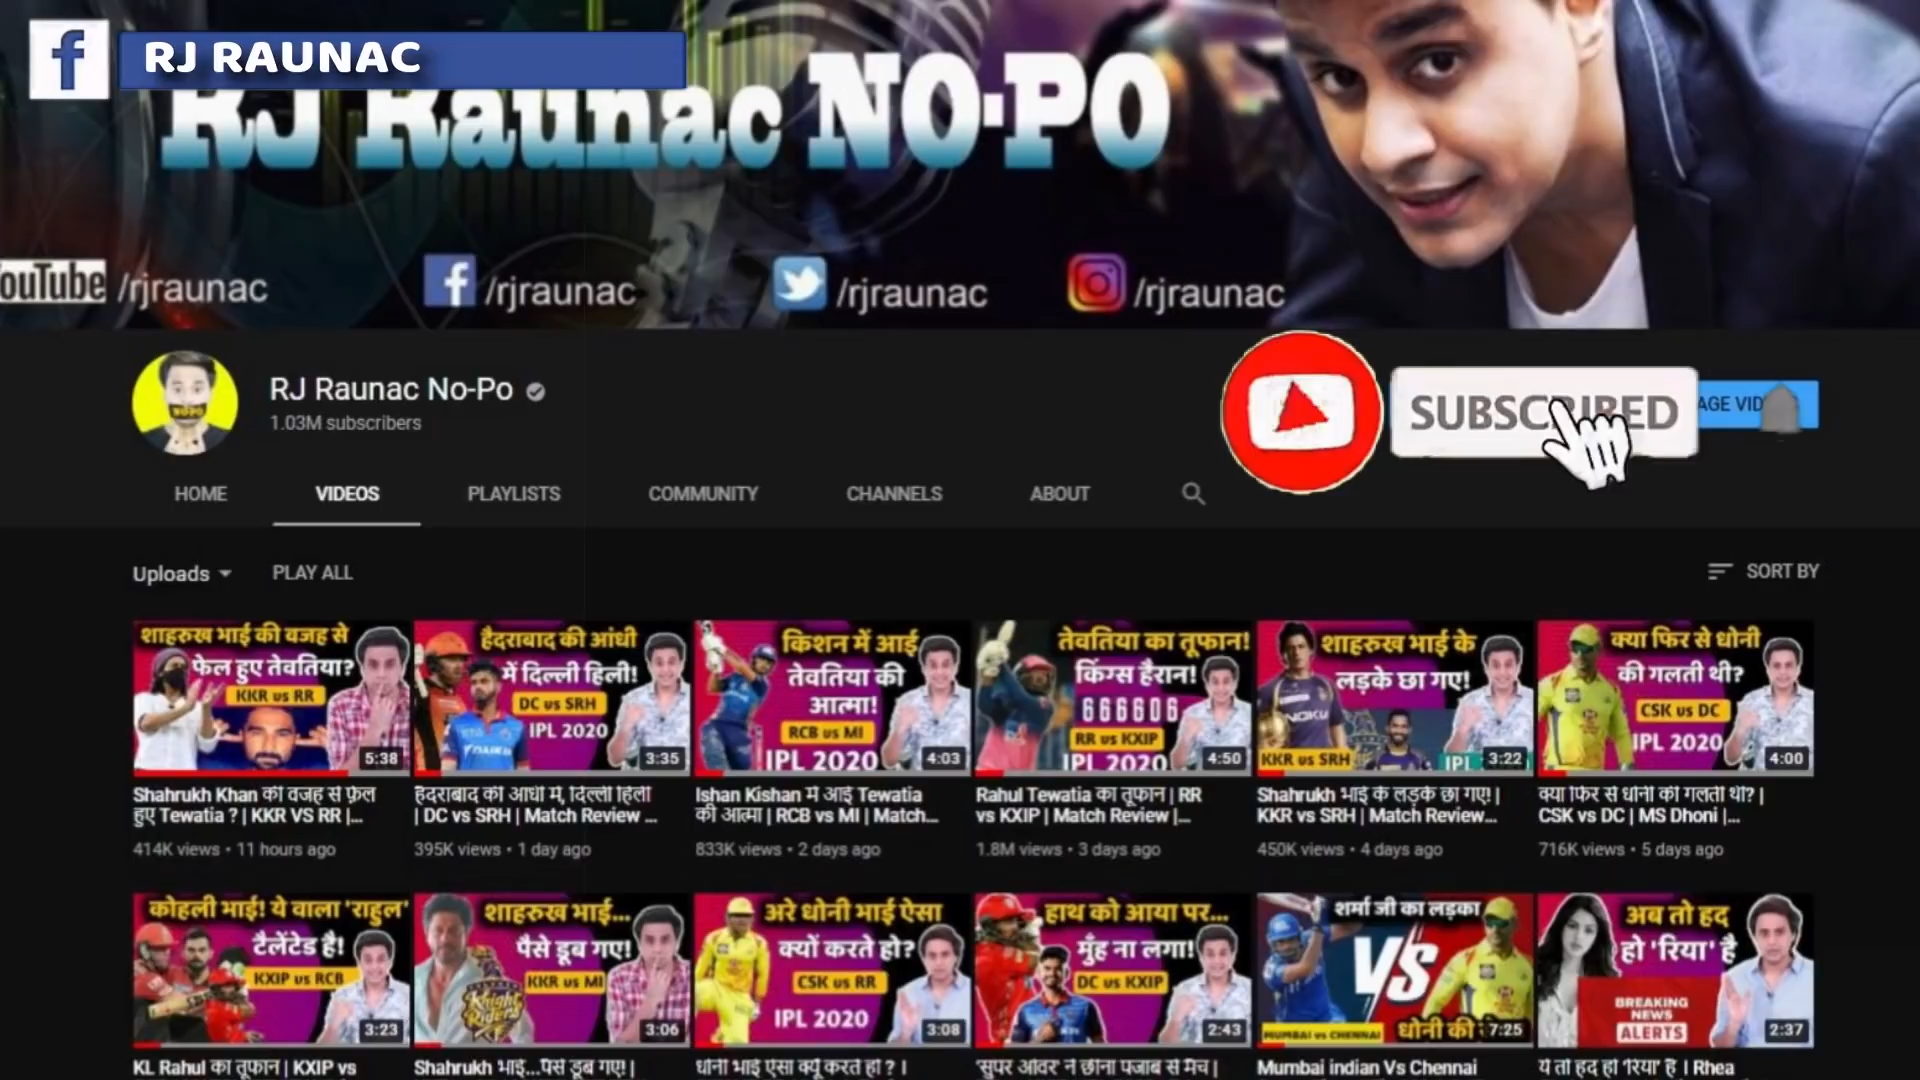 RJ RAUNAC
RJ Raunac NO-PO
ouTube /rjraunac
f /rjraunac
/rjraunac
/rjraunac
RJ Raunac No-Po
1.03M subscribers
SUBSCRIBED
AGE VID
HOME VIDEOS PLAYLISTS COMMUNITY CHANNELS ABOUT
Uploads PLAY ALL SORT BY
शाहरुख भाई की वजह से
फेल हुए तेवतिया?
KKR vs RR
5:38
हैदराबाद की आंधी
में दिल्ली हिली!
DC vs SRH
IPL 2020
3:35
किशन में आई
तेवतिया की
आत्मा!
RCB vs MI
IPL 2020
4:03
तेवतिया का तूफान!
किंग्स हैरान!
666606
RR vs KXIP
IPL 2020
4:50
शाहरुख भाई के
लड़के छा गए!
KKR vs SRH
IPL
3:22
क्या फिर से धोनी
की गलती थी?
CSK vs DC
IPL 2020
4:00
Shahrukh Khan की वजह से फ़ेल
हुए Tewatia ? | KKR VS RR |...
414K views • 11 hours ago
हैदराबाद की आंधी में, दिल्ली हिली
| DC vs SRH | Match Review ...
395K views • 1 day ago
Ishan Kishan में आई Tewatia
की आत्मा | RCB vs MI | Match...
833K views • 2 days ago
Rahul Tewatia का तूफान | RR
vs KXIP | Match Review |...
1.8M views • 3 days ago
Shahrukh भाई के लड़के छा गए! |
KKR vs SRH | Match Review...
450K views • 4 days ago
क्या फिर से धोनी की गलती थी? |
CSK vs DC | MS Dhoni |...
716K views • 5 days ago
कोहली भाई! ये वाला 'राहुल'
टैलेंटेड है!
KXIP vs RCB
3:23
शाहरुख भाई...
पैसे डूब गए!
KKR vs MI
Knight
Riders
3:06
अरे धोनी भाई ऐसा
क्यों करते हो?
CSK vs RR
IPL 2020
3:08
हाथ को आया पर...
मुँह ना लगा!
DC vs KXIP
2:43
शर्मा जी का लड़का
VS
MUMBAI vs CHENNAI
धोनी की
7:25
अब तो हद
हो 'रिया' है
BREAKING
NEWS
ALERTS
2:37
KL Rahul का तूफान | KXIP vs
Shahrukh भाई...पैसे डूब गए! |
धोनी भाई ऐसा क्यूँ करते हो ? |
'सुपर ओवर' ने छीना पंजाब से मैच |
Mumbai indian Vs Chennai
ये तो हद हो 'रिया' है | Rhea